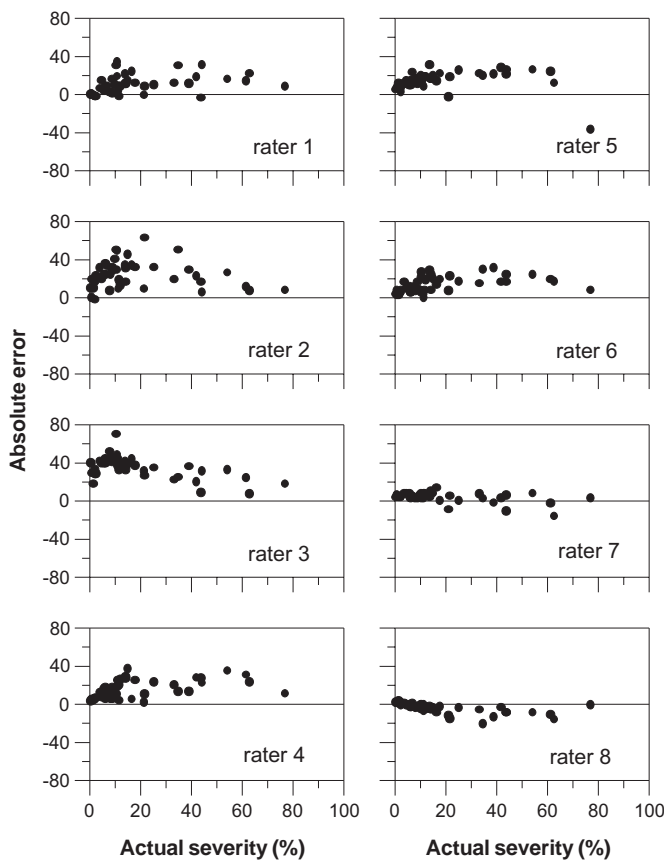 80
40
0
-40
-80
rater 1
rater 5
80
40
0
-40
-80
rater 2
rater 6
80
40
0
-40
-80
rater 3
rater 7
80
40
0
-40
-80
rater 4
rater 8
0 20 40 60 80 100
0 20 40 60 80 100
Absolute error
Actual severity (%)
Actual severity (%)